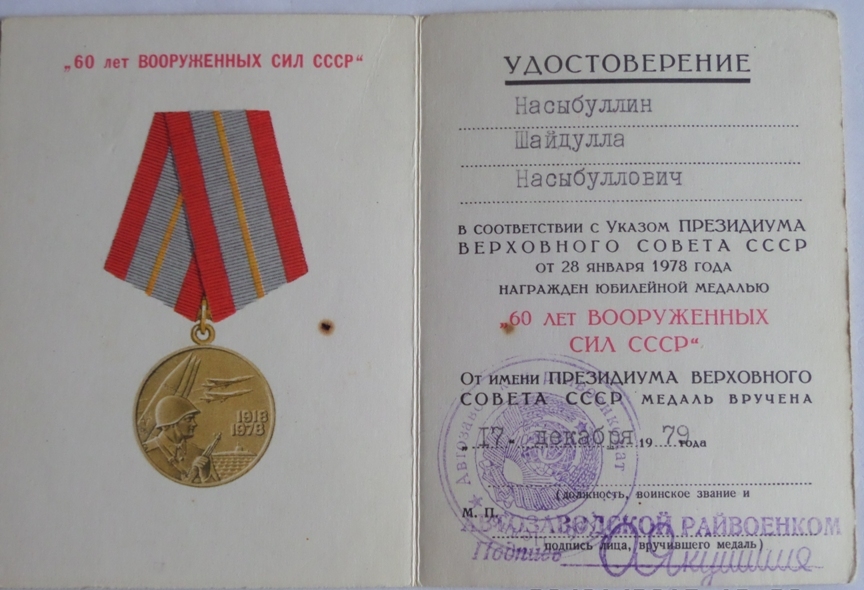 „60 лет ВООРУЖЕННЫХ СИЛ СССР“
1918
1978
УДОСТОВЕРЕНИЕ
Насыбуллин
Шайдулла
Насыбуллович
в соответствии с Указом ПРЕЗИДИУМА
ВЕРХОВНОГО СОВЕТА СССР
от 28 января 1978 года
награжден юбилейной медалью
„60 лет ВООРУЖЕННЫХ
СИЛ СССР“
От имени ПРЕЗИДИУМА ВЕРХОВНОГО
СОВЕТА СССР медаль вручена
„17- декабря 1979 года
(должность, воинское звание и
М. П.
АВТОЗАВОДСКОЙ РАЙВОЕНКОМ
подпись лица, вручившего медаль)
Подпись